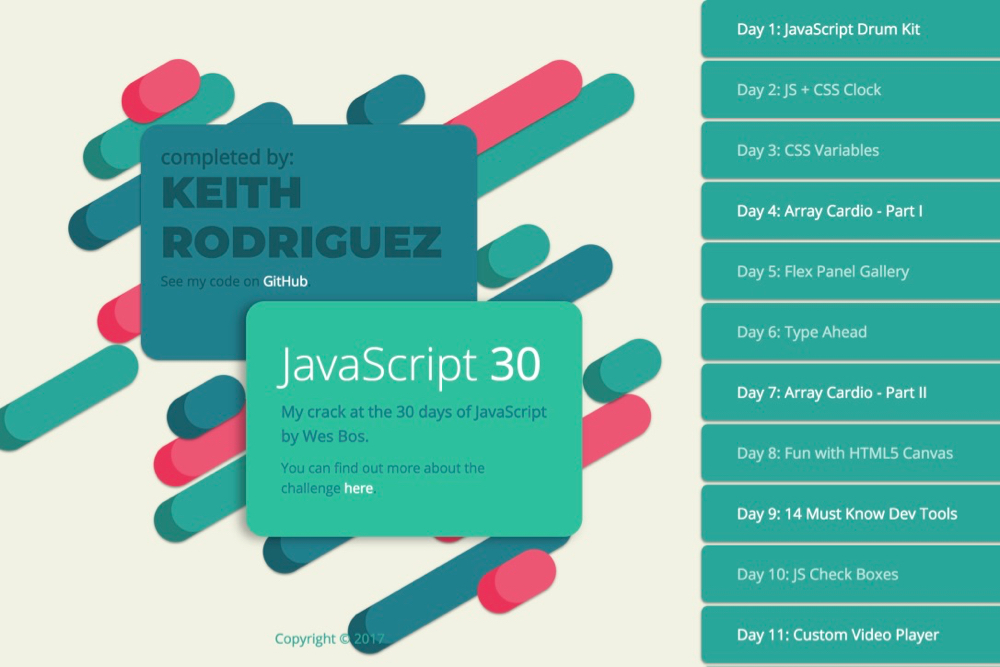 completed by:
KEITH
RODRIGUEZ
See my code on GitHub.
JavaScript 30
My crack at the 30 days of JavaScript
by Wes Bos.
You can find out more about the
challenge here.
Copyright © 2017
Day 1: JavaScript Drum Kit
Day 2: JS + CSS Clock
Day 3: CSS Variables
Day 4: Array Cardio - Part I
Day 5: Flex Panel Gallery
Day 6: Type Ahead
Day 7: Array Cardio - Part II
Day 8: Fun with HTML5 Canvas
Day 9: 14 Must Know Dev Tools
Day 10: JS Check Boxes
Day 11: Custom Video Player